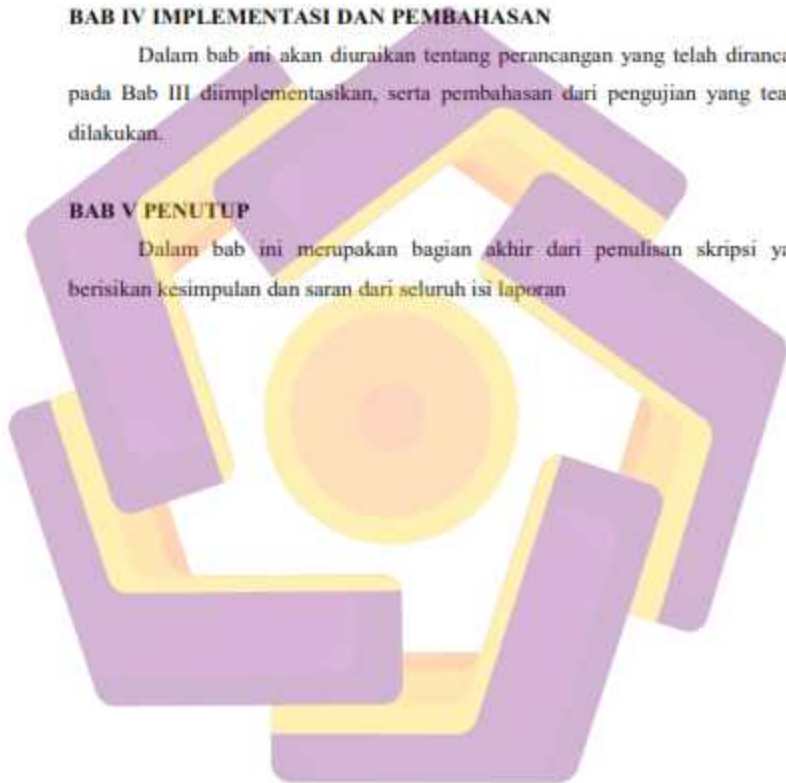 BAB IV IMPLEMENTASI DAN PEMBAHASAN
Dalam bab ini akan diuraikan tentang perancangan yang telah diranca
pada Bab III diimplementasikan, serta pembahasan dari pengujian yang tea
dilakukan.
BAB V PENUTUP
Dalam bab ini merupakan bagian akhir dari penulisan skripsi ya
berisikan kesimpulan dan saran dari seluruh isi laporan